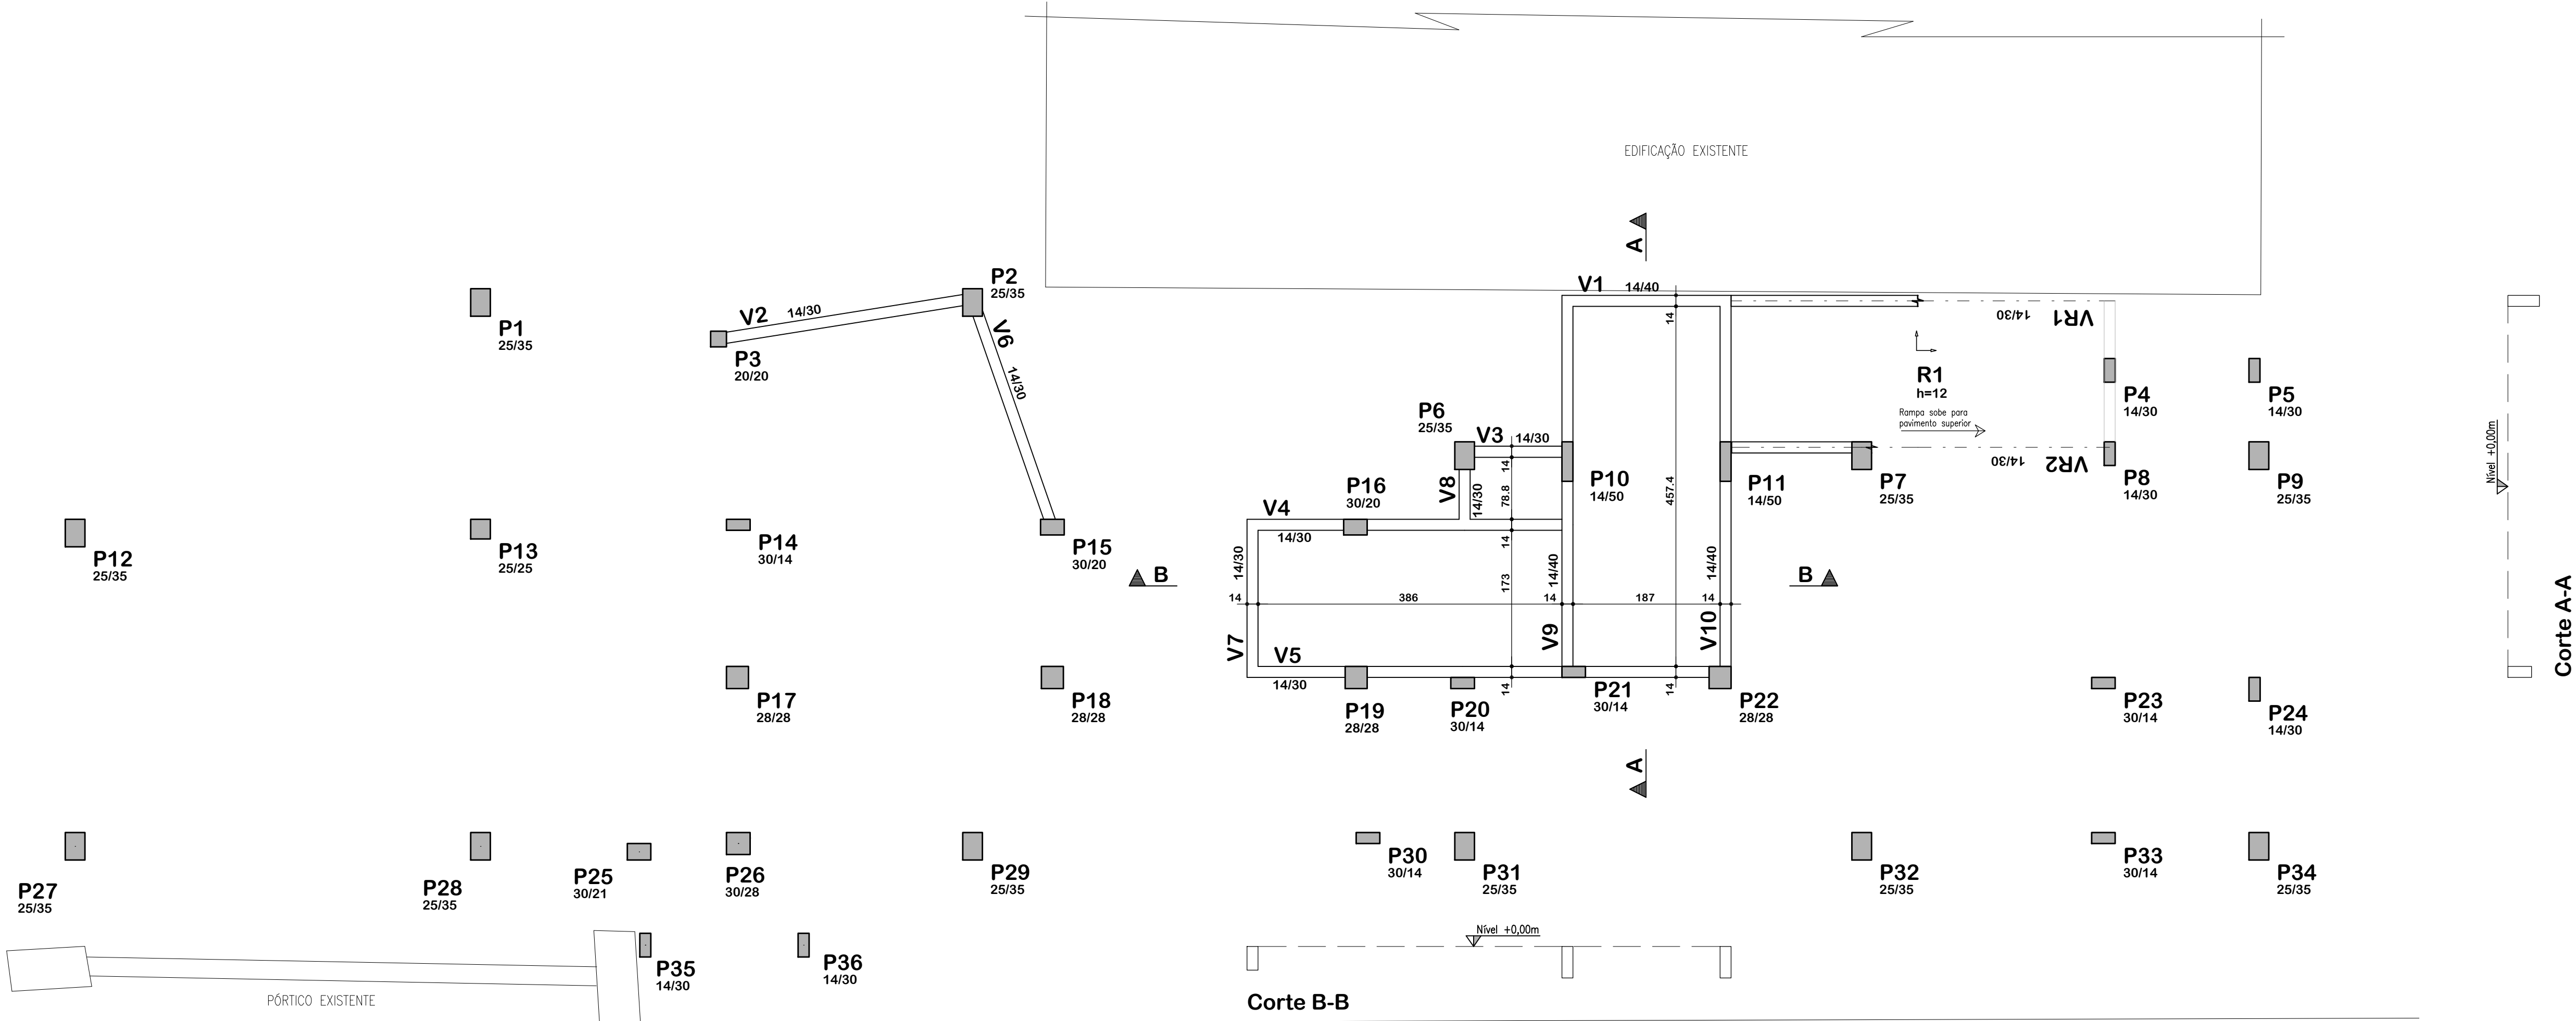 EDIFICAÇÃO EXISTENTE
A
P2
25/35
V1
14/40
14
V2
14/30
V6
14/30
P1
25/35
P3
20/20
VR1
14/30
R1
h=12
Rampa sobe para
pavimento superior
P4
14/30
P5
14/30
P6
25/35
V3
14/30
14
V8
14/30
78.8
P10
14/50
457.4
P11
14/50
P7
25/35
VR2
14/30
P8
14/30
P9
25/35
Nível +0,00m
P16
30/20
V4
14/30
14
P12
25/35
P13
25/25
P14
30/14
P15
30/20
B
14/30
173
14/40
14/40
B
14
386
14
187
14
V7
V9
V10
V5
14/30
14
14
P17
28/28
P18
28/28
P19
28/28
P20
30/14
P21
30/14
P22
28/28
P23
30/14
P24
14/30
Corte A-A
A
P27
25/35
P28
25/35
P25
30/21
P26
30/28
P29
25/35
P30
30/14
P31
25/35
P32
25/35
P33
30/14
P34
25/35
P35
14/30
P36
14/30
PÓRTICO EXISTENTE
Nível +0,00m
Corte B-B